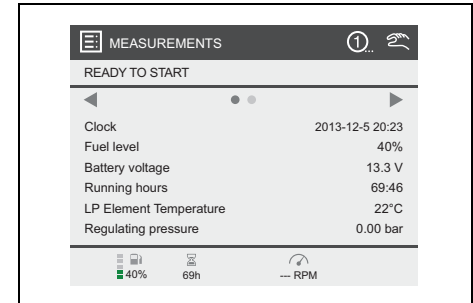 MEASUREMENTS 1...
READY TO START
Clock 2013-12-5 20:23
Fuel level 40%
Battery voltage 13.3 V
Running hours 69:46
LP Element Temperature 22°C
Regulating pressure 0.00 bar
40% 69h --- RPM